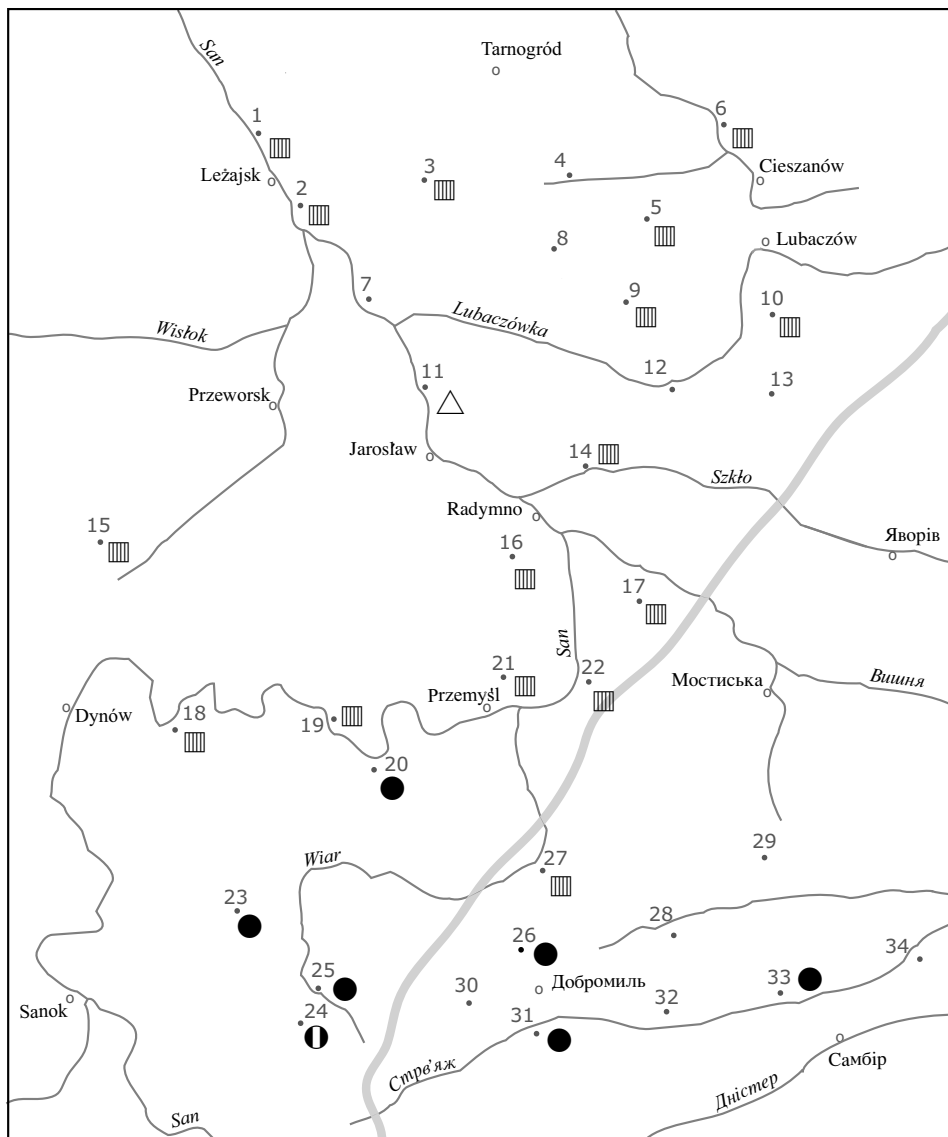 San
Tarnogród
1
6
Leżajsk
3
4
Cieszanów
2
5
8
Lubaczów
7
9
10
Lubaczówka
Wisłok
11
12
13
Przeworsk
Jarosław
14
Szkło
Radymno
15
16
Яворів
17
San
21
22
Мостиська
Вишня
Dynów
18
19
Przemyśl
20
Wiar
27
29
23
28
26
34
25
30
Добромиль
33
Sanok
24
31
32
Стрв'яж
Самбір
San
Дністер